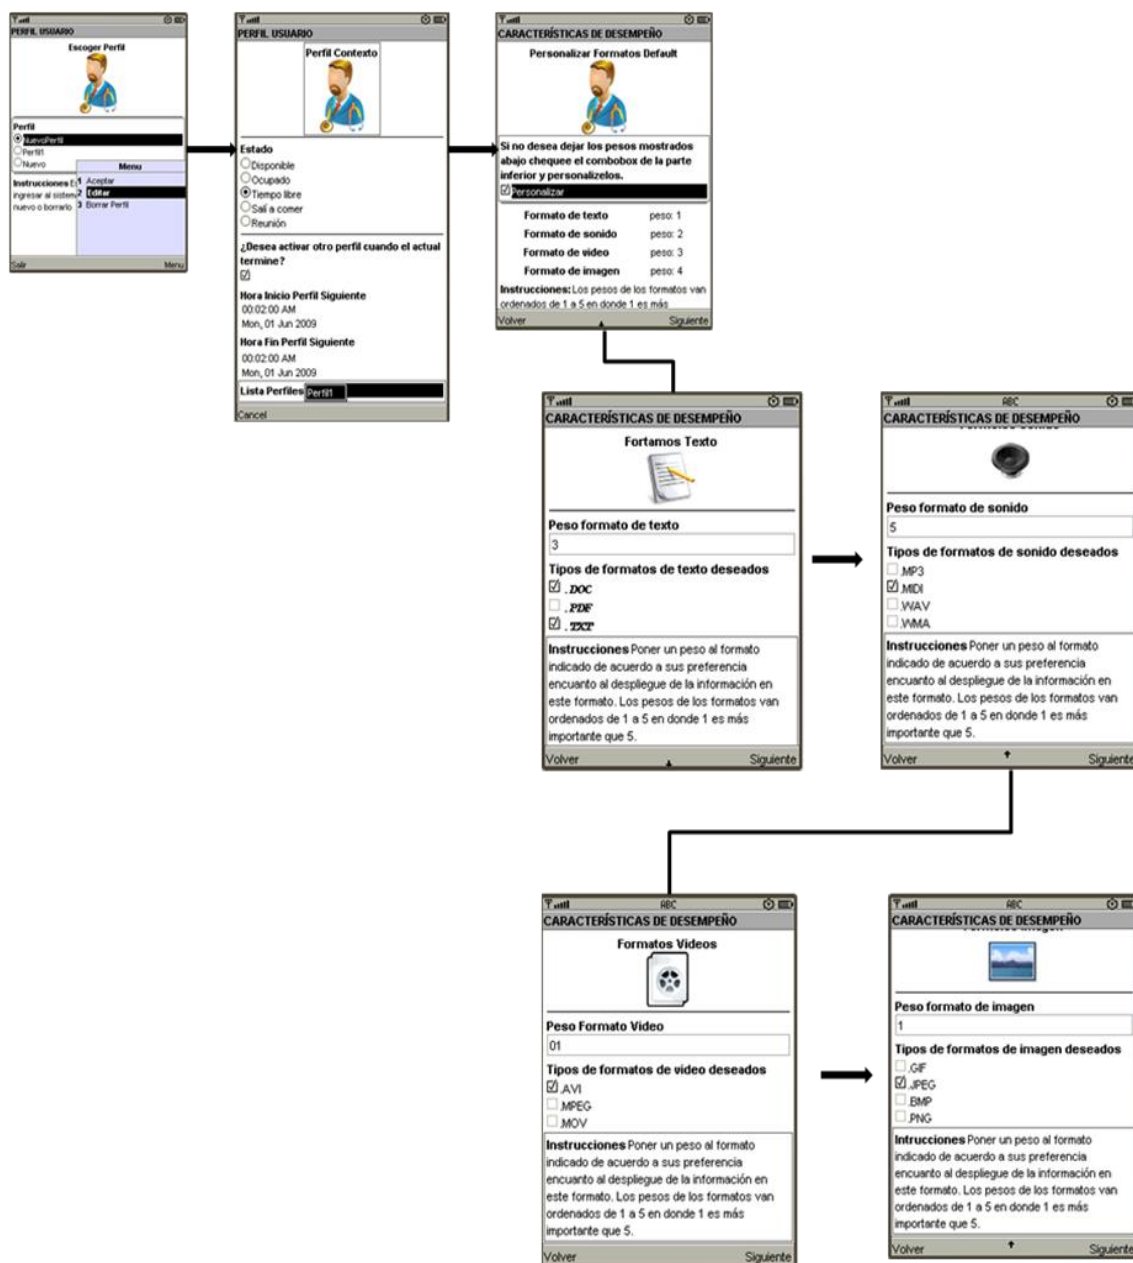 PERFIL USUARIO
Escoger Perfil
Perfil
NuevoPerfil
Perfil1
Nuevo
Menu
1 Aceptar
2 Editar
3 Borrar Perfil
Instrucciones
ingresar al sistem
nuevo o borrarlo
Salir
Menu
PERFIL USUARIO
Perfil Contexto
Estado
Disponible
Ocupado
Tiempo libre
Salí a comer
Reunión
¿Desea activar otro perfil cuando el actual
termine?
Hora Inicio Perfil Siguiente
00:02:00 AM
Mon, 01 Jun 2009
Hora Fin Perfil Siguiente
00:02:00 AM
Mon, 01 Jun 2009
Lista Perfiles Perfil1
Cancel
CARACTERÍSTICAS DE DESEMPEÑO
Personalizar Formatos Default
Si no desea dejar los pesos mostrados
abajo chequee el combobox de la parte
inferior y personalizelos.
Personalizar
Formato de texto peso: 1
Formato de sonido peso: 2
Formato de video peso: 3
Formato de imagen peso: 4
Instrucciones: Los pesos de los formatos van
ordenados de 1 a 5 en donde 1 es más
Volver Siguiente
CARACTERÍSTICAS DE DESEMPEÑO
Fortamos Texto
Peso formato de texto
3
Tipos de formatos de texto deseados
.DOC
.PDF
.TXT
Instrucciones Poner un peso al formato
indicado de acuerdo a sus preferencia
encuanto al despliegue de la información en
este formato. Los pesos de los formatos van
ordenados de 1 a 5 en donde 1 es más
importante que 5.
Volver Siguiente
ABC
CARACTERÍSTICAS DE DESEMPEÑO
Peso formato de sonido
5
Tipos de formatos de sonido deseados
.MP3
.MIDI
.WAV
.WMA
Instrucciones Poner un peso al formato
indicado de acuerdo a sus preferencia
encuanto al despliegue de la información en
este formato. Los pesos de los formatos van
ordenados de 1 a 5 en donde 1 es más
importante que 5.
Volver Siguiente
ABC
CARACTERÍSTICAS DE DESEMPEÑO
Formatos Videos
Peso Formato Video
01
Tipos de formatos de video deseados
.AVI
.MPEG
.MOV
Instrucciones Poner un peso al formato
indicado de acuerdo a sus preferencia
encuanto al despliegue de la información en
este formato. Los pesos de los formatos van
ordenados de 1 a 5 en donde 1 es más
importante que 5.
Volver Siguiente
ABC
CARACTERÍSTICAS DE DESEMPEÑO
Peso formato de imagen
1
Tipos de formatos de imagen deseados
.GIF
.JPEG
.BMP
.PNG
Intrucciones Poner un peso al formato
indicado de acuerdo a sus preferencia
encuanto al despliegue de la información en
este formato. Los pesos de los formatos van
ordenados de 1 a 5 en donde 1 es más
importante que 5.
Volver Siguiente